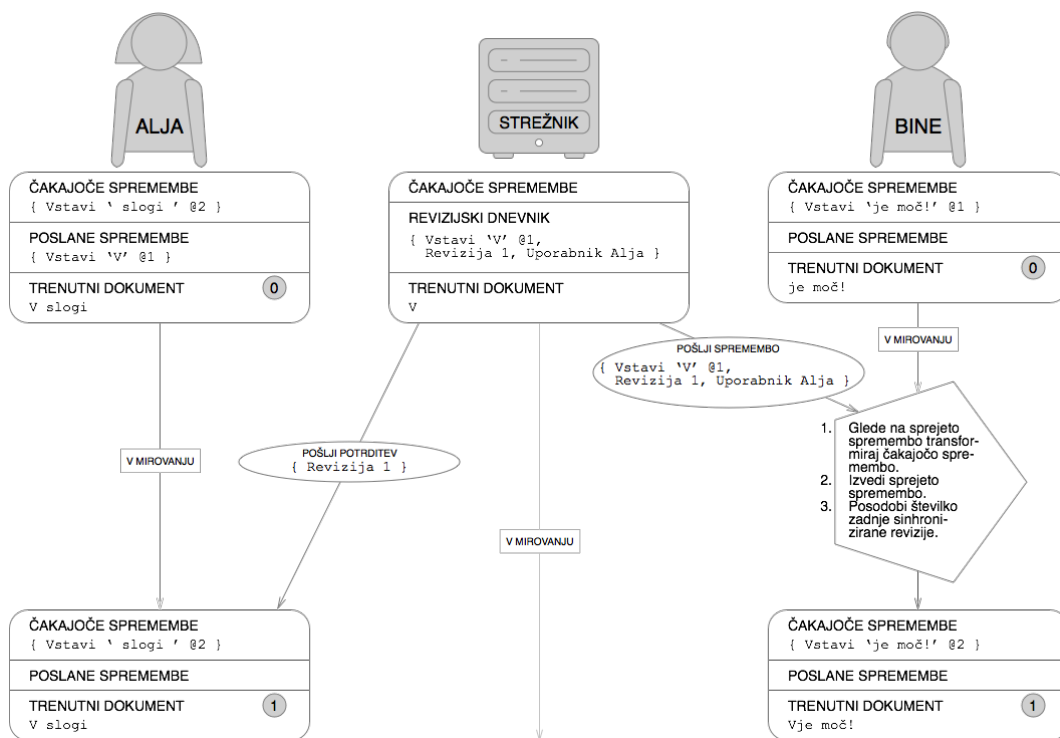 ALJA
STREŽNIK
BINE
ČAKAJOČE SPREMEMBE
{ Vstavi ‘ slogi ’ @2 }
POSLANE SPREMEMBE
{ Vstavi ‘V’ @1 }
TRENUTNI DOKUMENT
0
V slogi
ČAKAJOČE SPREMEMBE
REVIZIJSKI DNEVNIK
{ Vstavi ‘V’ @1,
Revizija 1, Uporabnik Alja }
TRENUTNI DOKUMENT
V
ČAKAJOČE SPREMEMBE
{ Vstavi ‘je moč!’ @1 }
POSLANE SPREMEMBE
TRENUTNI DOKUMENT
0
je moč!
V MIROVANJU
POŠLJI POTRDITEV
{ Revizija 1 }
V MIROVANJU
POŠLJI SPREMEMBO
{ Vstavi ‘V’ @1,
Revizija 1, Uporabnik Alja }
V MIROVANJU
1. Glede na sprejeto
spremembo transfor-
miraj čakajočo spre-
membo.
2. Izvedi sprejeto
spremembo.
3. Posodobi številko
zadnje sinhroni-
zirane revizije.
ČAKAJOČE SPREMEMBE
{ Vstavi ‘ slogi ’ @2 }
POSLANE SPREMEMBE
TRENUTNI DOKUMENT
1
V slogi
ČAKAJOČE SPREMEMBE
{ Vstavi ‘je moč!’ @2 }
POSLANE SPREMEMBE
TRENUTNI DOKUMENT
1
Vje moč!